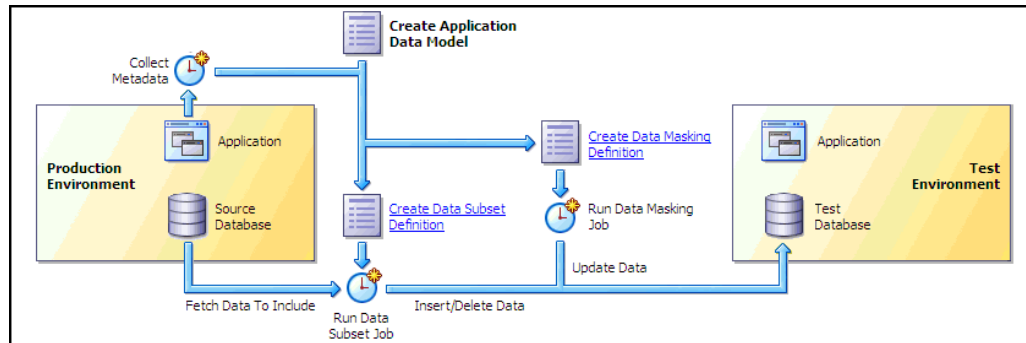 Create Application
Data Model
Collect
Metadata
Application
Production
Environment
Source
Database
Create Data Subset
Definition
Create Data Masking
Definition
Run Data Masking
Job
Application
Test
Environment
Test
Database
Update Data
Fetch Data To Include
Run Data
Subset Job
Insert/Delete Data